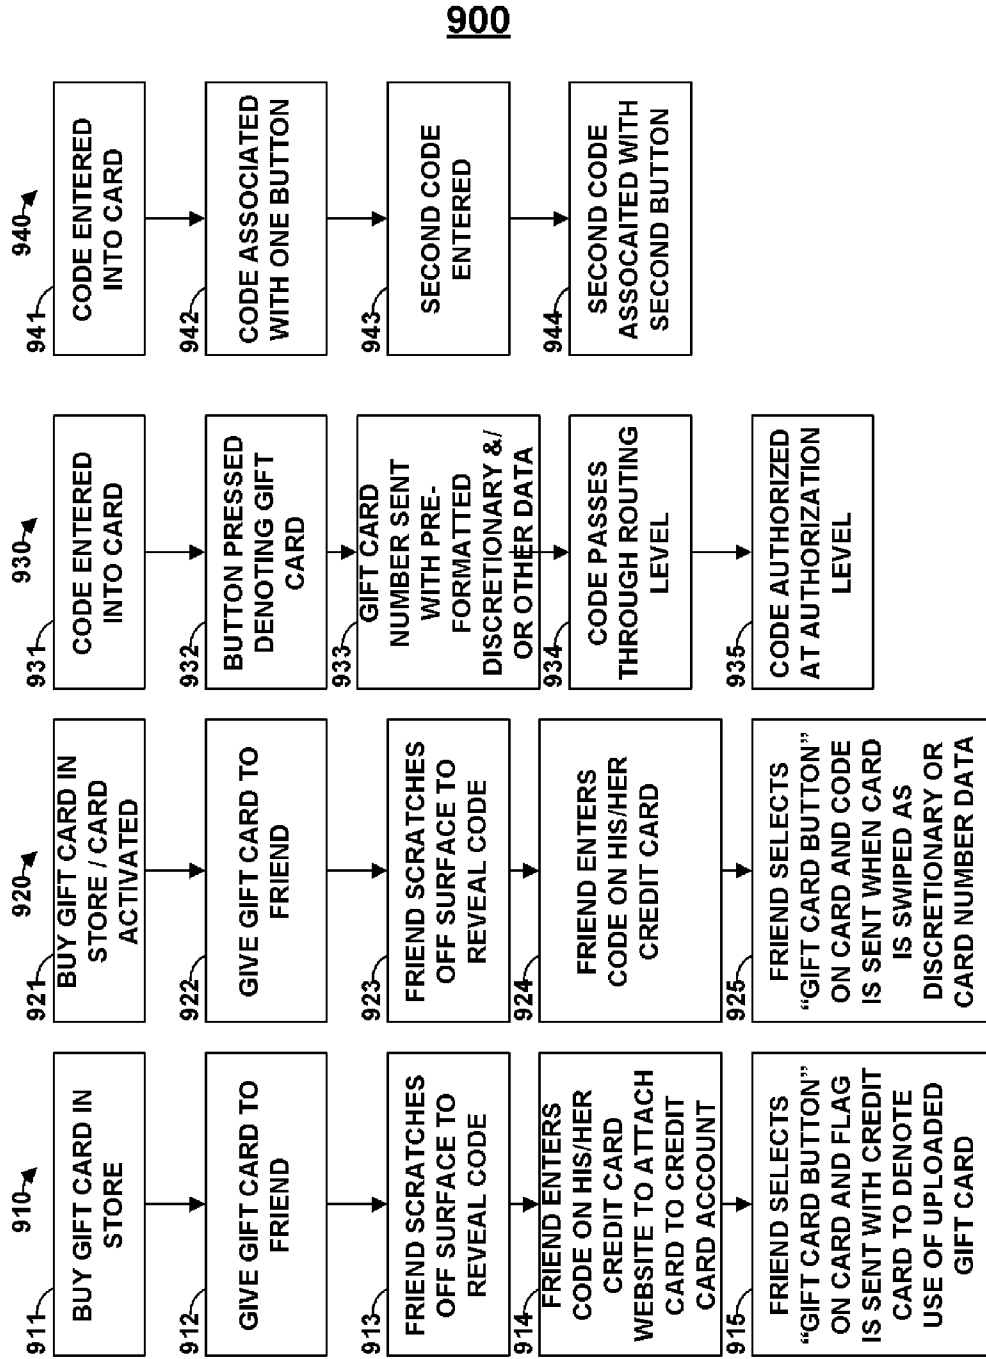 900
910
911
BUY GIFT CARD IN
STORE
912
GIVE GIFT CARD TO
FRIEND
913
FRIEND SCRATCHES
OFF SURFACE TO
REVEAL CODE
914
FRIEND ENTERS
CODE ON HIS/HER
CREDIT CARD
WEBSITE TO ATTACH
CARD TO CREDIT
CARD ACCOUNT
915
FRIEND SELECTS
“GIFT CARD BUTTON”
ON CARD AND FLAG
IS SENT WITH CREDIT
CARD TO DENOTE
USE OF UPLOADED
GIFT CARD
920
921
BUY GIFT CARD IN
STORE / CARD
ACTIVATED
922
GIVE GIFT CARD TO
FRIEND
923
FRIEND SCRATCHES
OFF SURFACE TO
REVEAL CODE
924
FRIEND ENTERS
CODE ON HIS/HER
CREDIT CARD
925
FRIEND SELECTS
“GIFT CARD BUTTON”
ON CARD AND CODE
IS SENT WHEN CARD
IS SWIPED AS
DISCRETIONARY OR
CARD NUMBER DATA
930
931
CODE ENTERED
INTO CARD
932
BUTTON PRESSED
DENOTING GIFT
CARD
933
GIFT CARD
NUMBER SENT
WITH PRE-
FORMATTED
DISCRETIONARY &/
OR OTHER DATA
934
CODE PASSES
THROUGH ROUTING
LEVEL
935
CODE AUTHORIZED
AT AUTHORIZATION
LEVEL
940
941
CODE ENTERED
INTO CARD
942
CODE ASSOCIATED
WITH ONE BUTTON
943
SECOND CODE
ENTERED
944
SECOND CODE
ASSOCAITED WITH
SECOND BUTTON